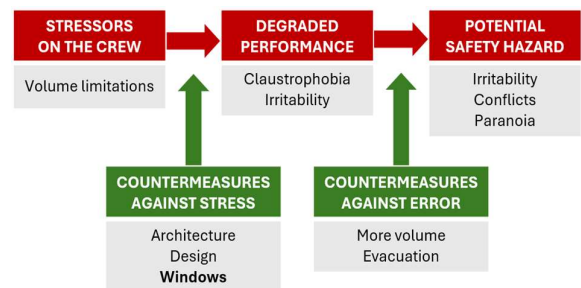 STRESSORS
ON THE CREW
Volume limitations
DEGRADED
PERFORMANCE
Claustrophobia
Irritability
POTENTIAL
SAFETY HAZARD
Irritability
Conflicts
Paranoia
COUNTERMEASURES
AGAINST STRESS
Architecture
Design
Windows
COUNTERMEASURES
AGAINST ERROR
More volume
Evacuation